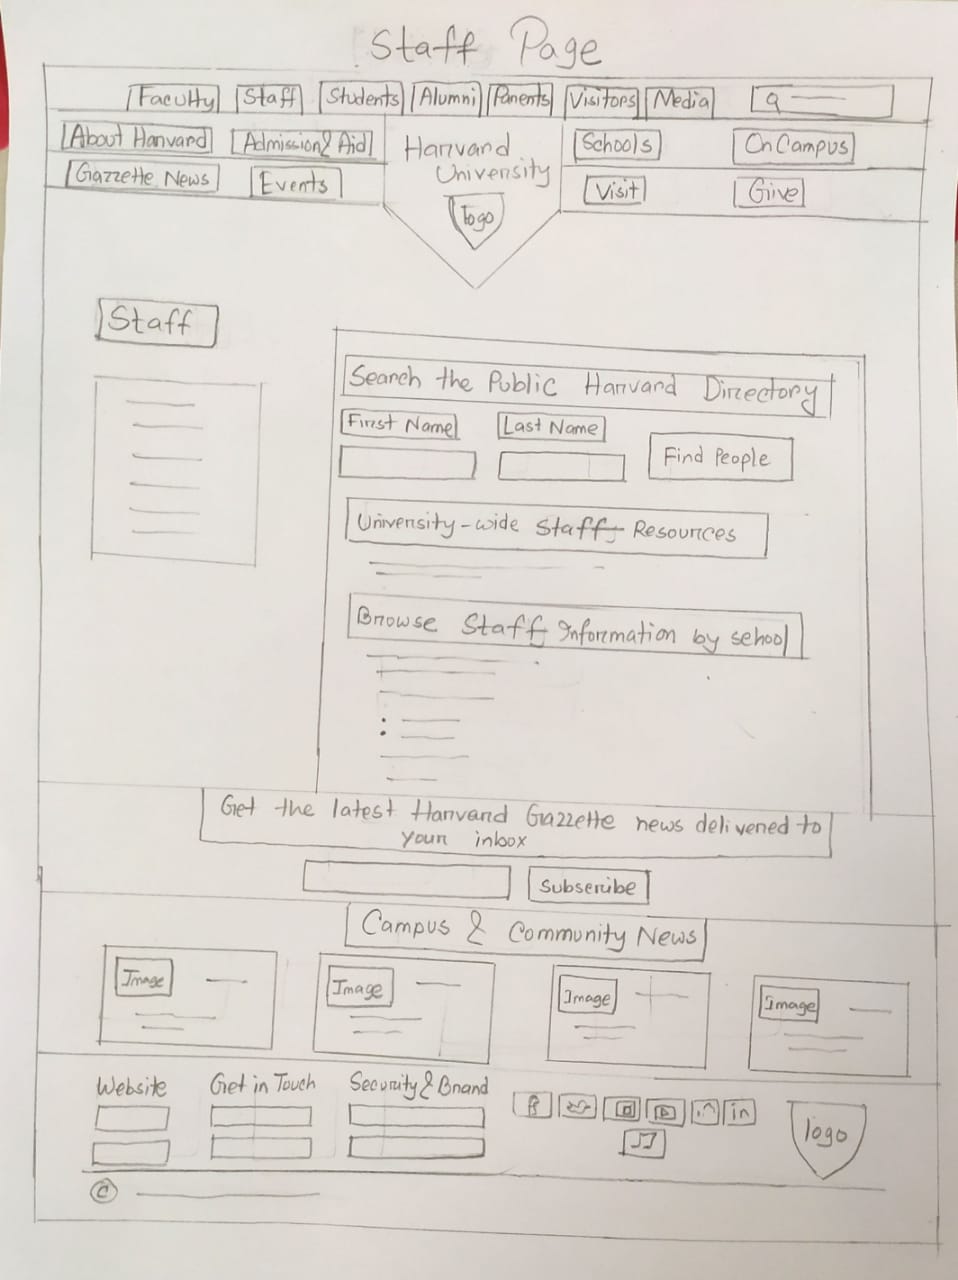 Staff Page
Faculty Staff Students Alumni Parents Visitors Media
About Harvard Admission & Aid Harvard University Schools OnCampus
Gazzette News Events logo Visit Give
Staff
Search the Public Harvard Directory
First Name Last Name Find People
University-wide Staff Resources
Browse Staff Information by school
Get the latest Harvard Gazzette news delivered to
your inbox
Subscribe
Campus & Community News
Image Image Image Image
Website Get in Touch Security & Brand
in
logo
©